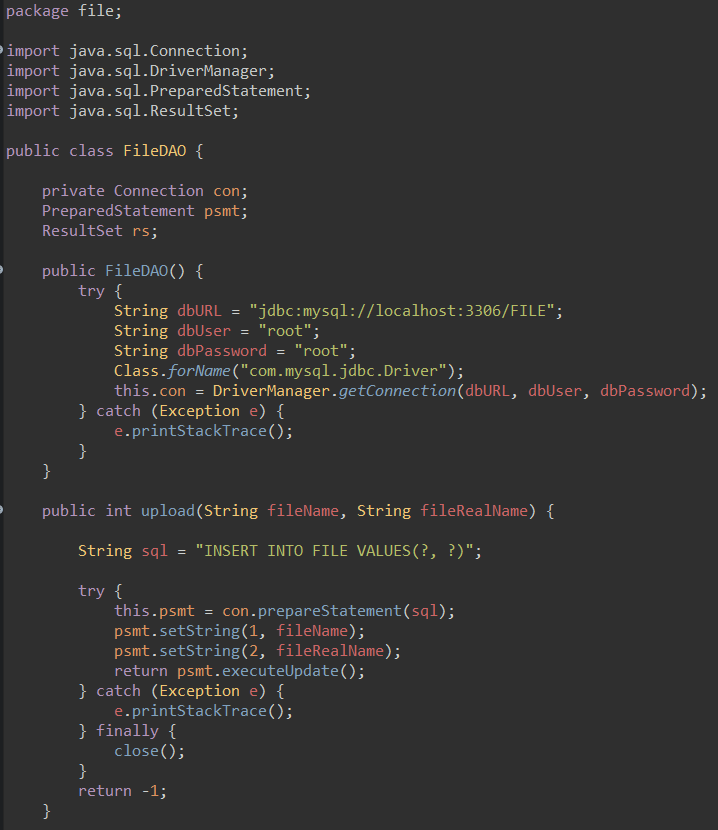 package file;
import java.sql.Connection;
import java.sql.DriverManager;
import java.sql.PreparedStatement;
import java.sql.ResultSet;
public class FileDAO {
private Connection con;
PreparedStatement psmt;
ResultSet rs;
public FileDAO() {
try {
String dbURL = "jdbc:mysql://localhost:3306/FILE";
String dbUser = "root";
String dbPassword = "root";
Class.forName("com.mysql.jdbc.Driver");
this.con = DriverManager.getConnection(dbURL, dbUser, dbPassword);
} catch (Exception e) {
e.printStackTrace();
}
}
public int upload(String fileName, String fileRealName) {
String sql = "INSERT INTO FILE VALUES(?, ?)";
try {
this.psmt = con.prepareStatement(sql);
psmt.setString(1, fileName);
psmt.setString(2, fileRealName);
return psmt.executeUpdate();
} catch (Exception e) {
e.printStackTrace();
} finally {
close();
}
return -1;
}